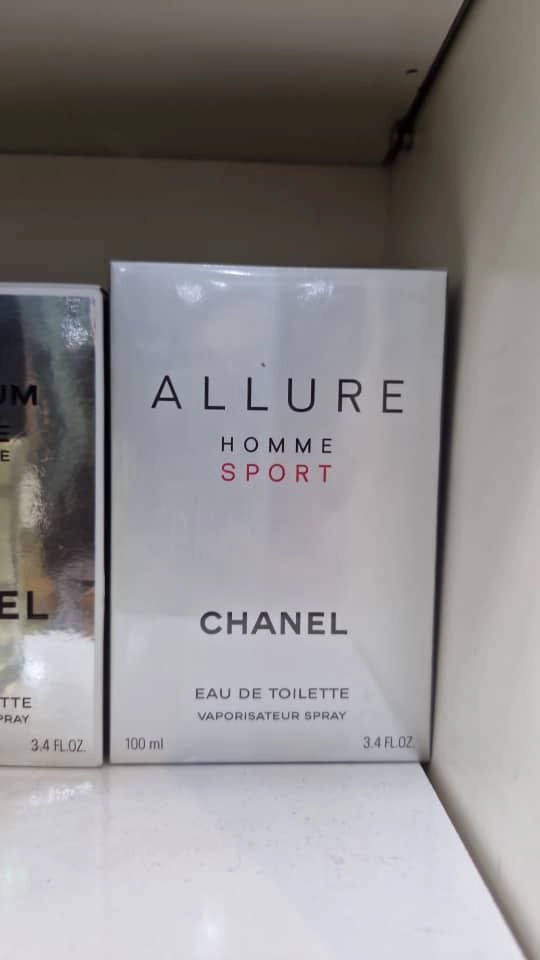 ALLURE
HOMME
SPORT
CHANEL
EAU DE TOILETTE
VAPORISATEUR SPRAY
100 ml
3.4 FL.OZ.
UM
E
E
EL
TTE
PRAY
3.4 FL.OZ.